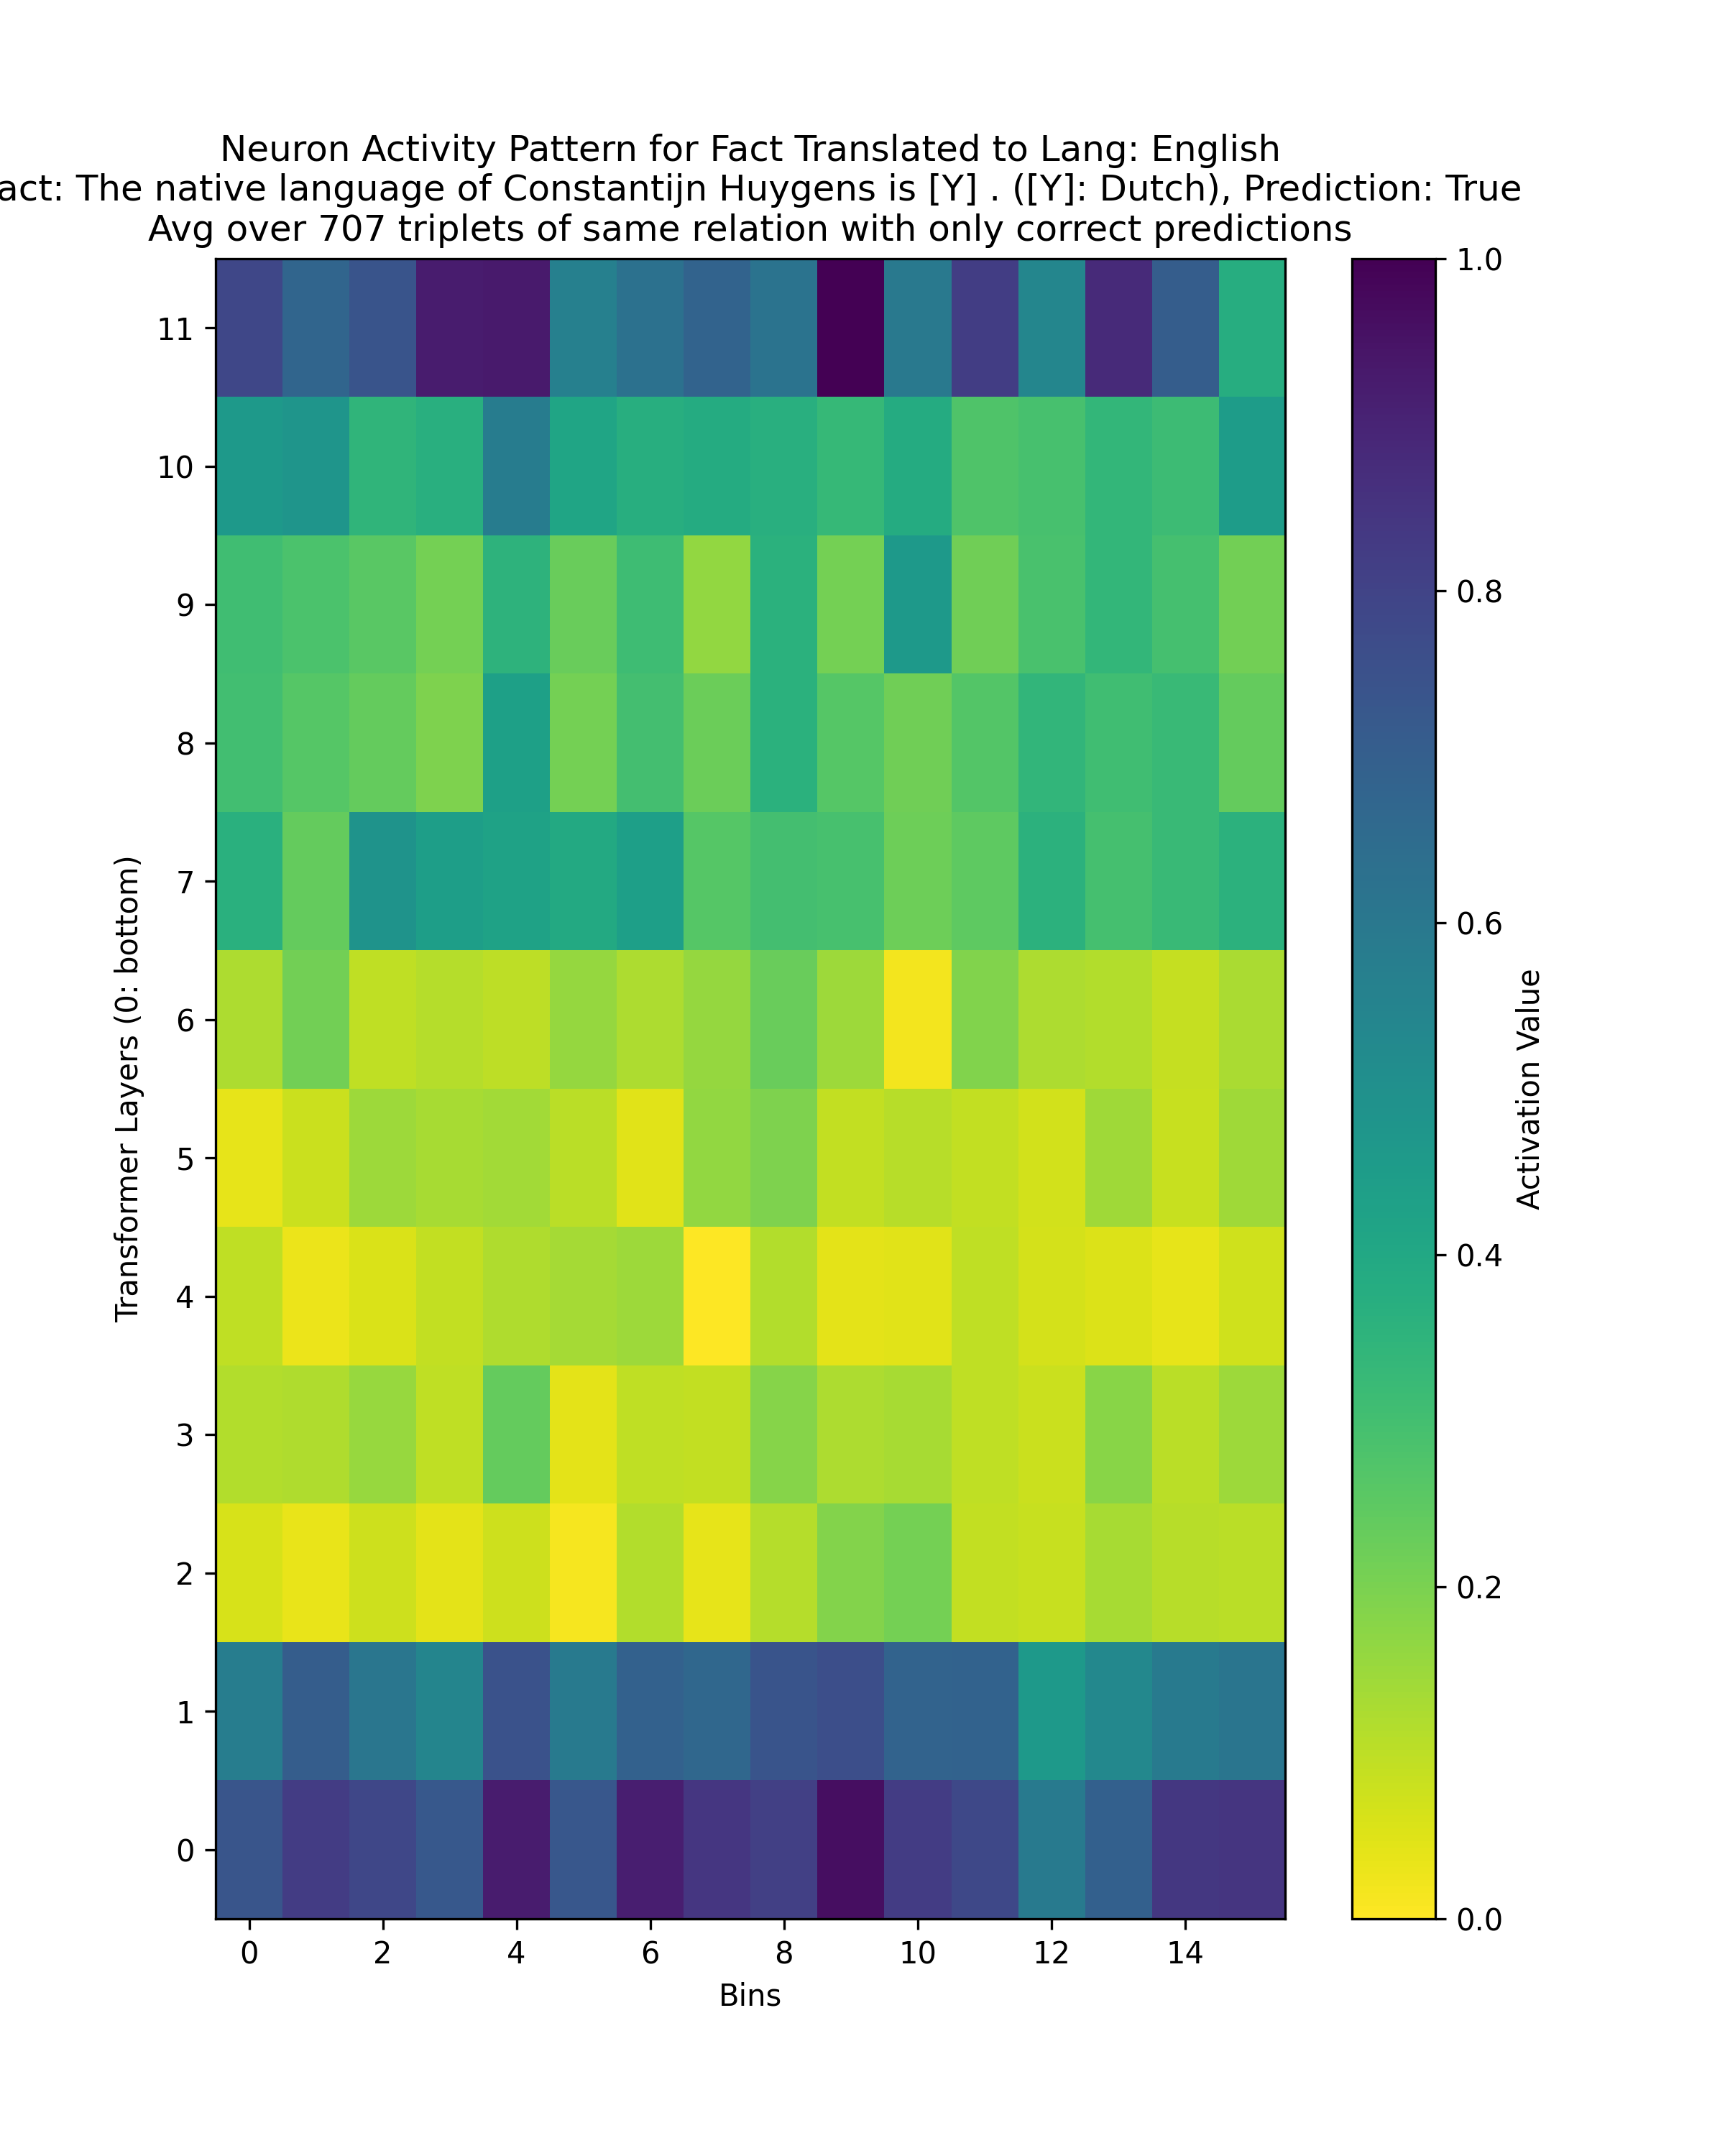 Neuron Activity Pattern for Fact Translated to Lang: English
act: The native language of Constantijn Huygens is [Y] . ([Y]: Dutch), Prediction: True
Avg over 707 triplets of same relation with only correct predictions
11
10
9
8
7
6
5
4
3
2
1
0
Transformer Layers (0: bottom)
0 2 4 6 8 10 12 14
Bins
1.0
0.8
0.6
0.4
0.2
0.0
Activation Value